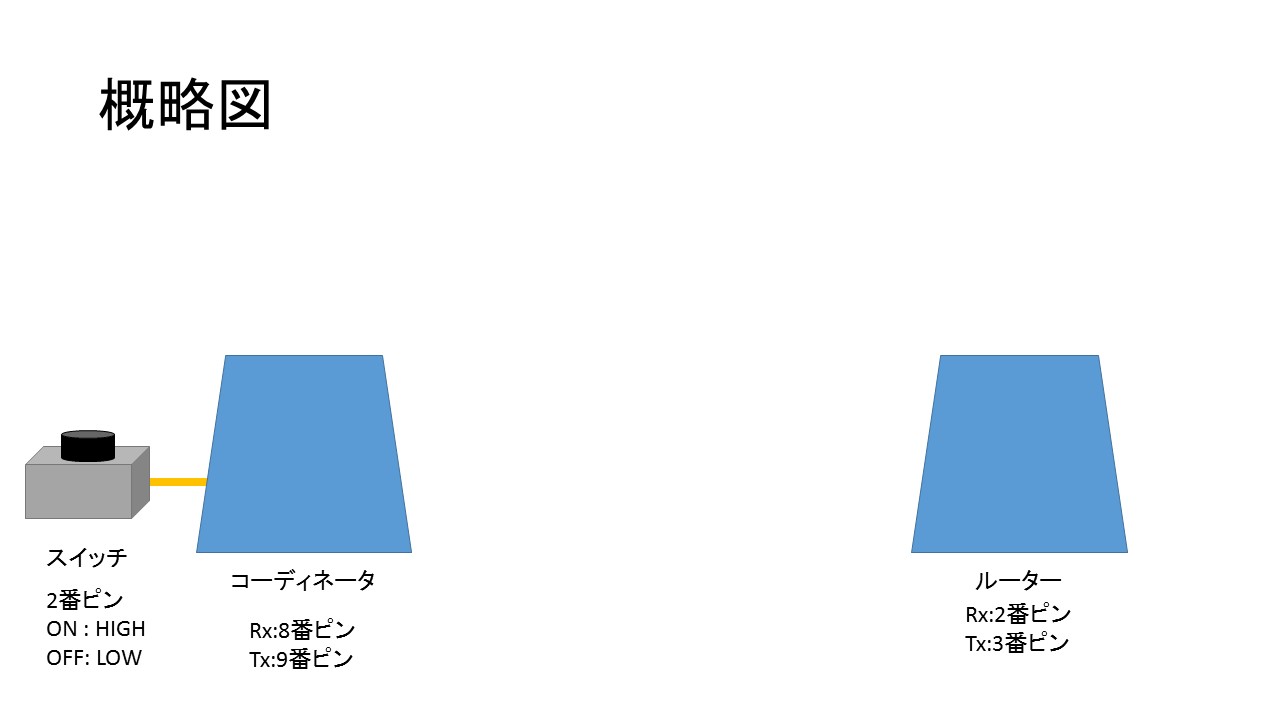 概略図
スイッチ
2番ピン
ON : HIGH
OFF: LOW
コーディネータ
Rx:8番ピン
Tx:9番ピン
ルーター
Rx:2番ピン
Tx:3番ピン